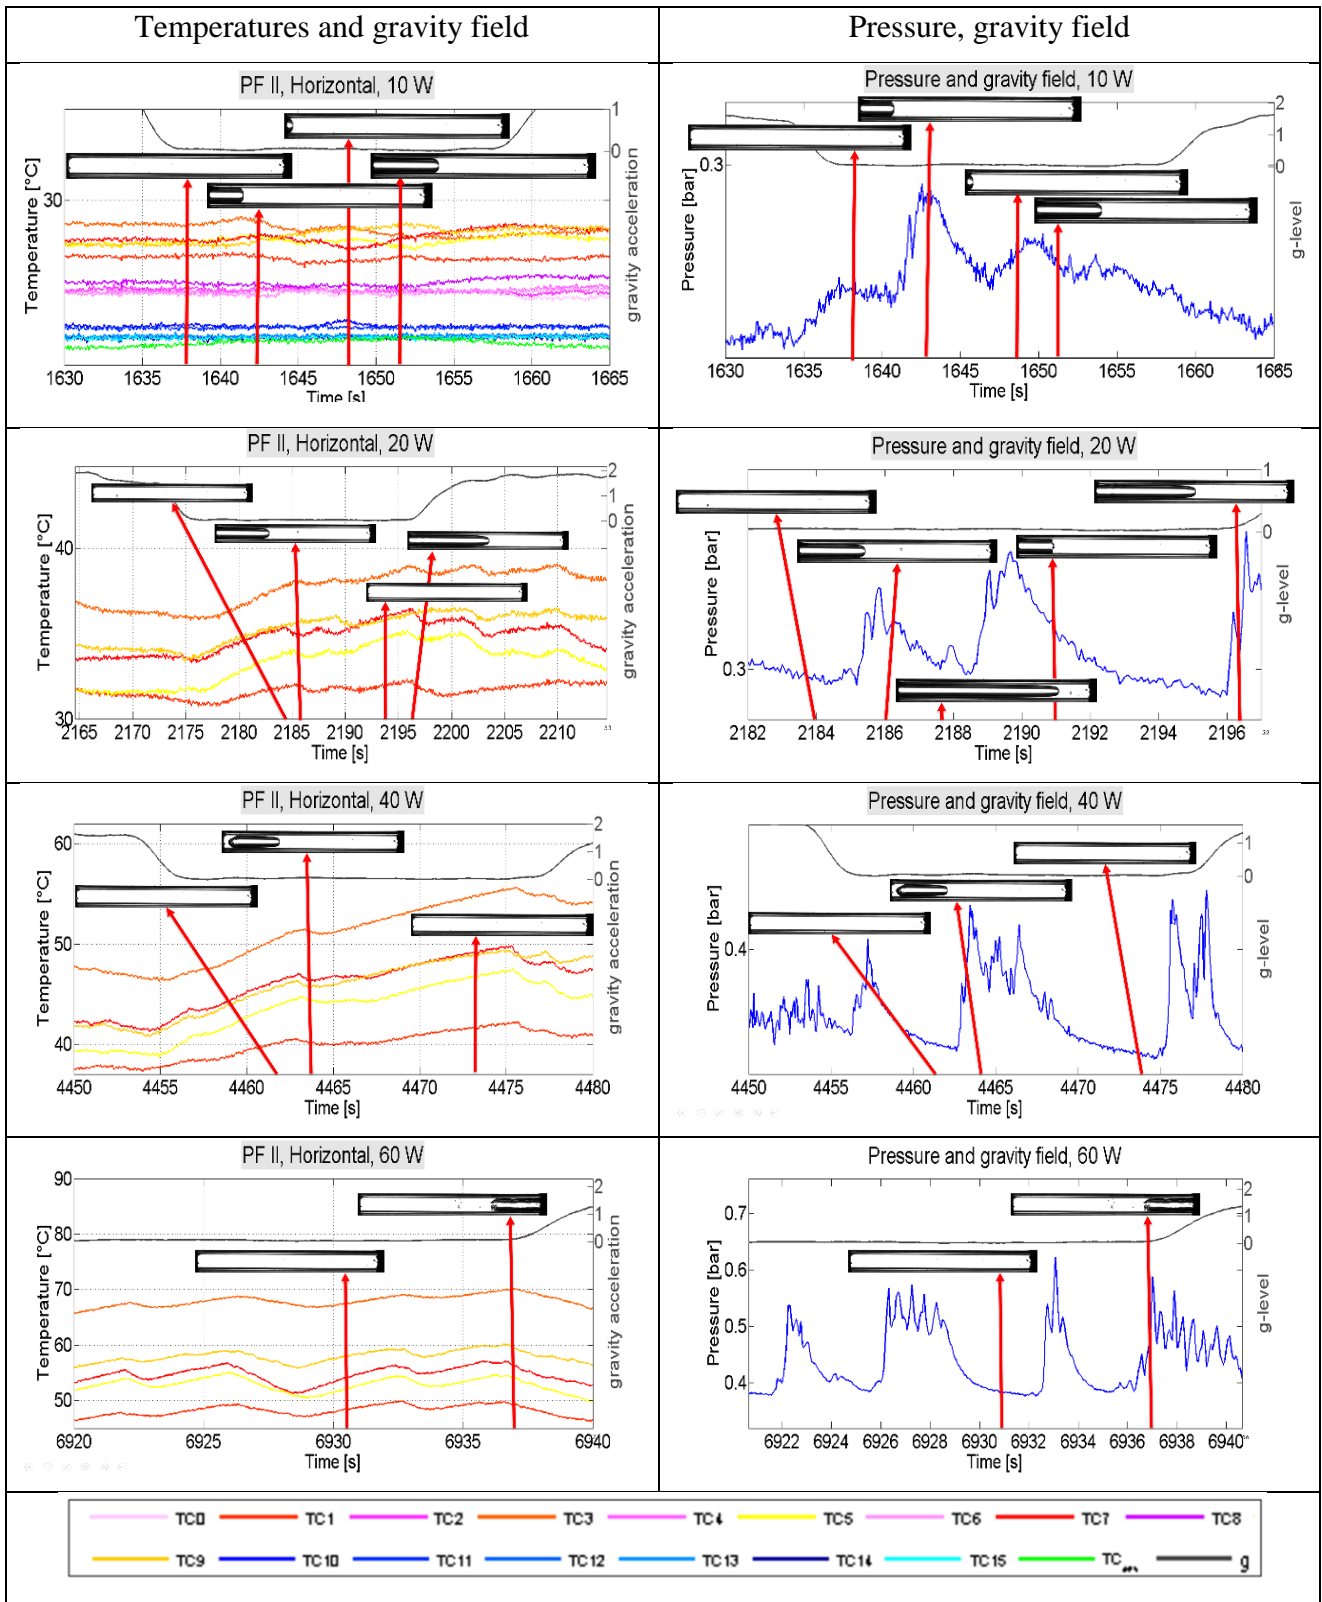 Temperatures and gravity field
Pressure, gravity field
PF II, Horizontal, 10 W
Temperature [°C]
30
1
0
gravity acceleration
1630 1635 1640 1645 1650 1655 1660 1665
Time [s]
Pressure and gravity field, 10 W
Pressure [bar]
0.3
0.3
2
1
0
g-level
1630 1635 1640 1645 1650 1655 1660 1665
Time [s]
PF II, Horizontal, 20 W
Temperature [°C]
40
30
2
1
0
gravity acceleration
2165 2170 2175 2180 2185 2190 2195 2200 2205 2210
Time [s]
Pressure and gravity field, 20 W
Pressure [bar]
0.3
1
0
g-level
2182 2184 2186 2188 2190 2192 2194 2196
Time [s]
PF II, Horizontal, 40 W
Temperature [°C]
60
50
40
2
1
0
gravity acceleration
4450 4455 4460 4465 4470 4475 4480
Time [s]
Pressure and gravity field, 40 W
Pressure [bar]
0.4
1
0
g-level
4450 4455 4460 4465 4470 4475 4480
Time [s]
PF II, Horizontal, 60 W
Temperature [°C]
90
80
70
60
50
2
1
0
gravity acceleration
6920 6925 6930 6935 6940
Time [s]
Pressure and gravity field, 60 W
Pressure [bar]
0.7
0.6
0.5
0.4
2
1
0
g-level
6922 6924 6926 6928 6930 6932 6934 6936 6938 6940
Time [s]
TC0 TC1 TC2 TC3 TC4 TC5 TC6 TC7 TC8
TC9 TC10 TC11 TC12 TC13 TC14 TC15 TC g